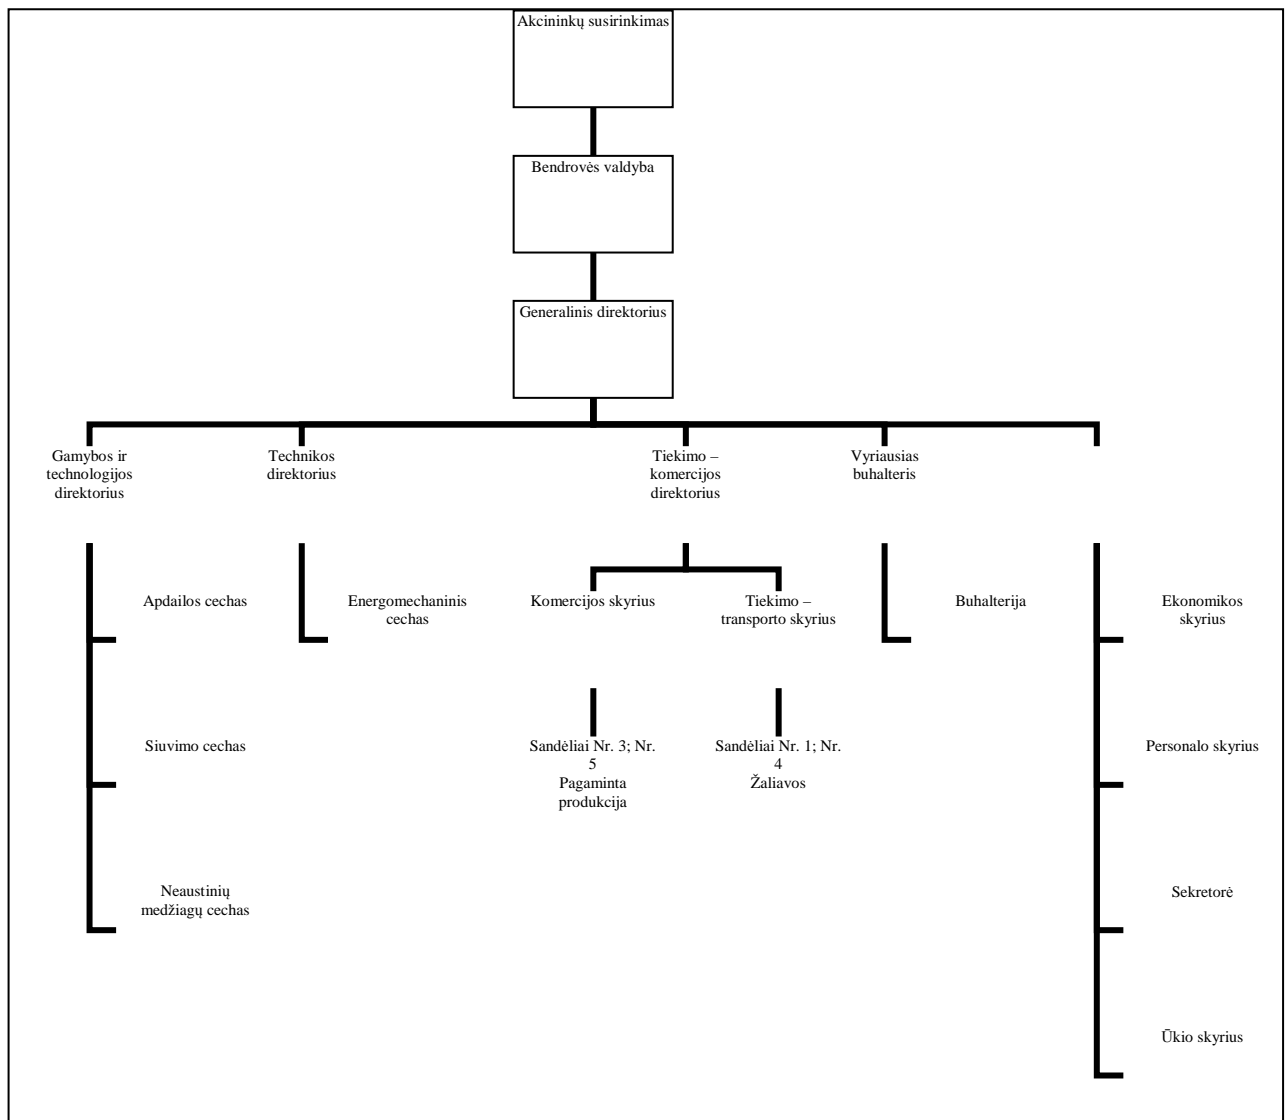 Akcininkų susirinkimas
Bendrovės valdyba
Generalinis direktorius
Gamybos ir
technologijos
direktorius
Technikos
direktorius
Tiekimo –
komercijos
direktorius
Vyriausias
buhalteris
Apdailos cechas
Energomechaninis
cechas
Komercijos skyrius
Tiekimo –
transporto skyrius
Buhalterija
Ekonomikos
skyrius
Siuvimo cechas
Sandėliai Nr. 3; Nr.
5
Pagaminta
produkcija
Sandėliai Nr. 1; Nr.
4
Žaliavos
Personalo skyrius
Neaustinių
medžiagų cechas
Sekretorė
Ūkio skyrius